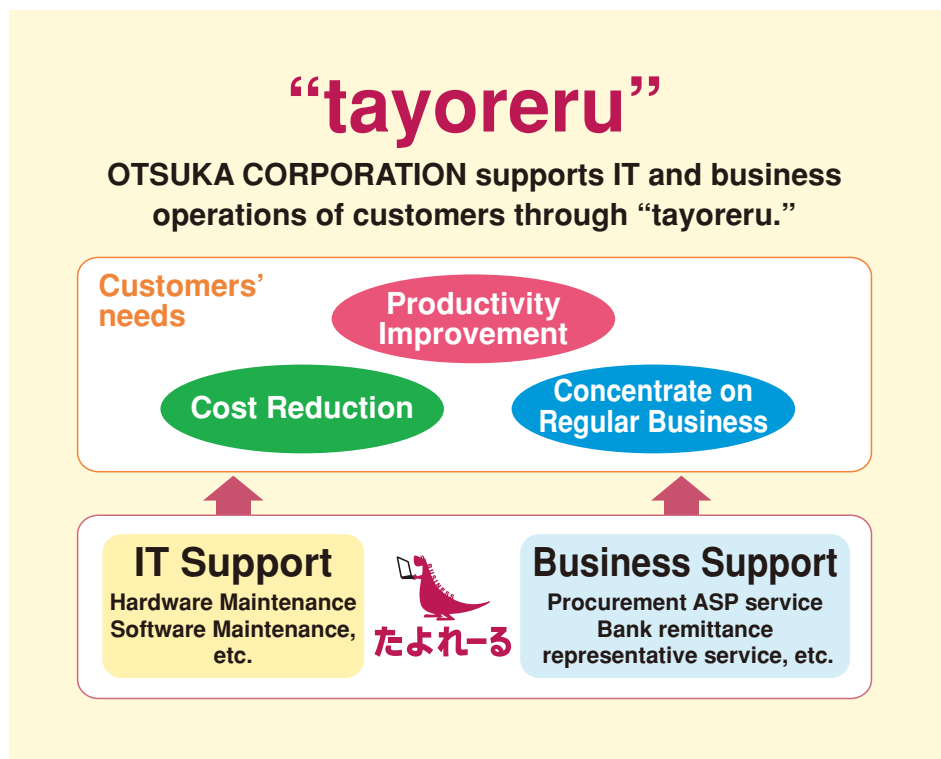 “tayoreru”
OTSUKA CORPORATION supports IT and business
operations of customers through “tayoreru.”
Customers’
needs
Productivity
Improvement
Cost Reduction
Concentrate on
Regular Business
IT Support
Hardware Maintenance
Software Maintenance,
etc.
BUSINESS
たよれーる
Business Support
Procurement ASP service
Bank remittance
representative service, etc.